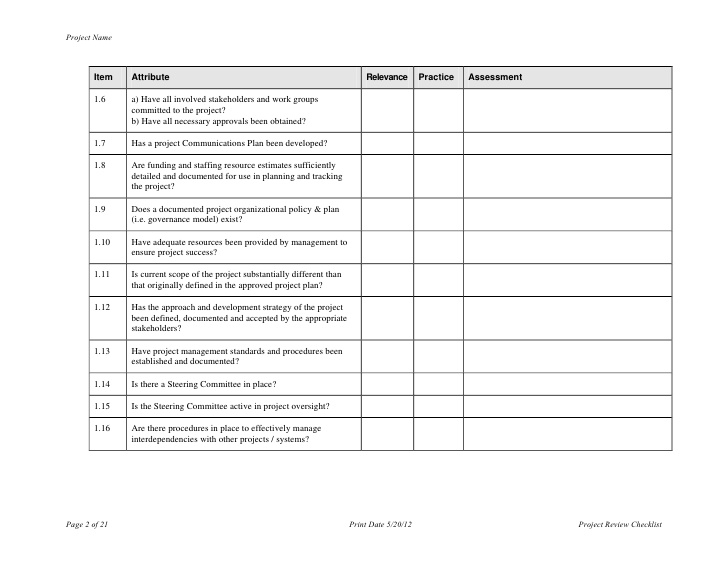 Project Name
Item Attribute Relevance Practice Assessment
1.6 a) Have all involved stakeholders and work groups
committed to the project?
b) Have all necessary approvals been obtained?
1.7 Has a project Communications Plan been developed?
1.8 Are funding and staffing resource estimates sufficiently
detailed and documented for use in planning and tracking
the project?
1.9 Does a documented project organizational policy & plan
(i.e. governance model) exist?
1.10 Have adequate resources been provided by management to
ensure project success?
1.11 Is current scope of the project substantially different than
that originally defined in the approved project plan?
1.12 Has the approach and development strategy of the project
been defined, documented and accepted by the appropriate
stakeholders?
1.13 Have project management standards and procedures been
established and documented?
1.14 Is there a Steering Committee in place?
1.15 Is the Steering Committee active in project oversight?
1.16 Are there procedures in place to effectively manage
interdependencies with other projects / systems?
Page 2 of 21 Print Date 5/20/12 Project Review Checklist